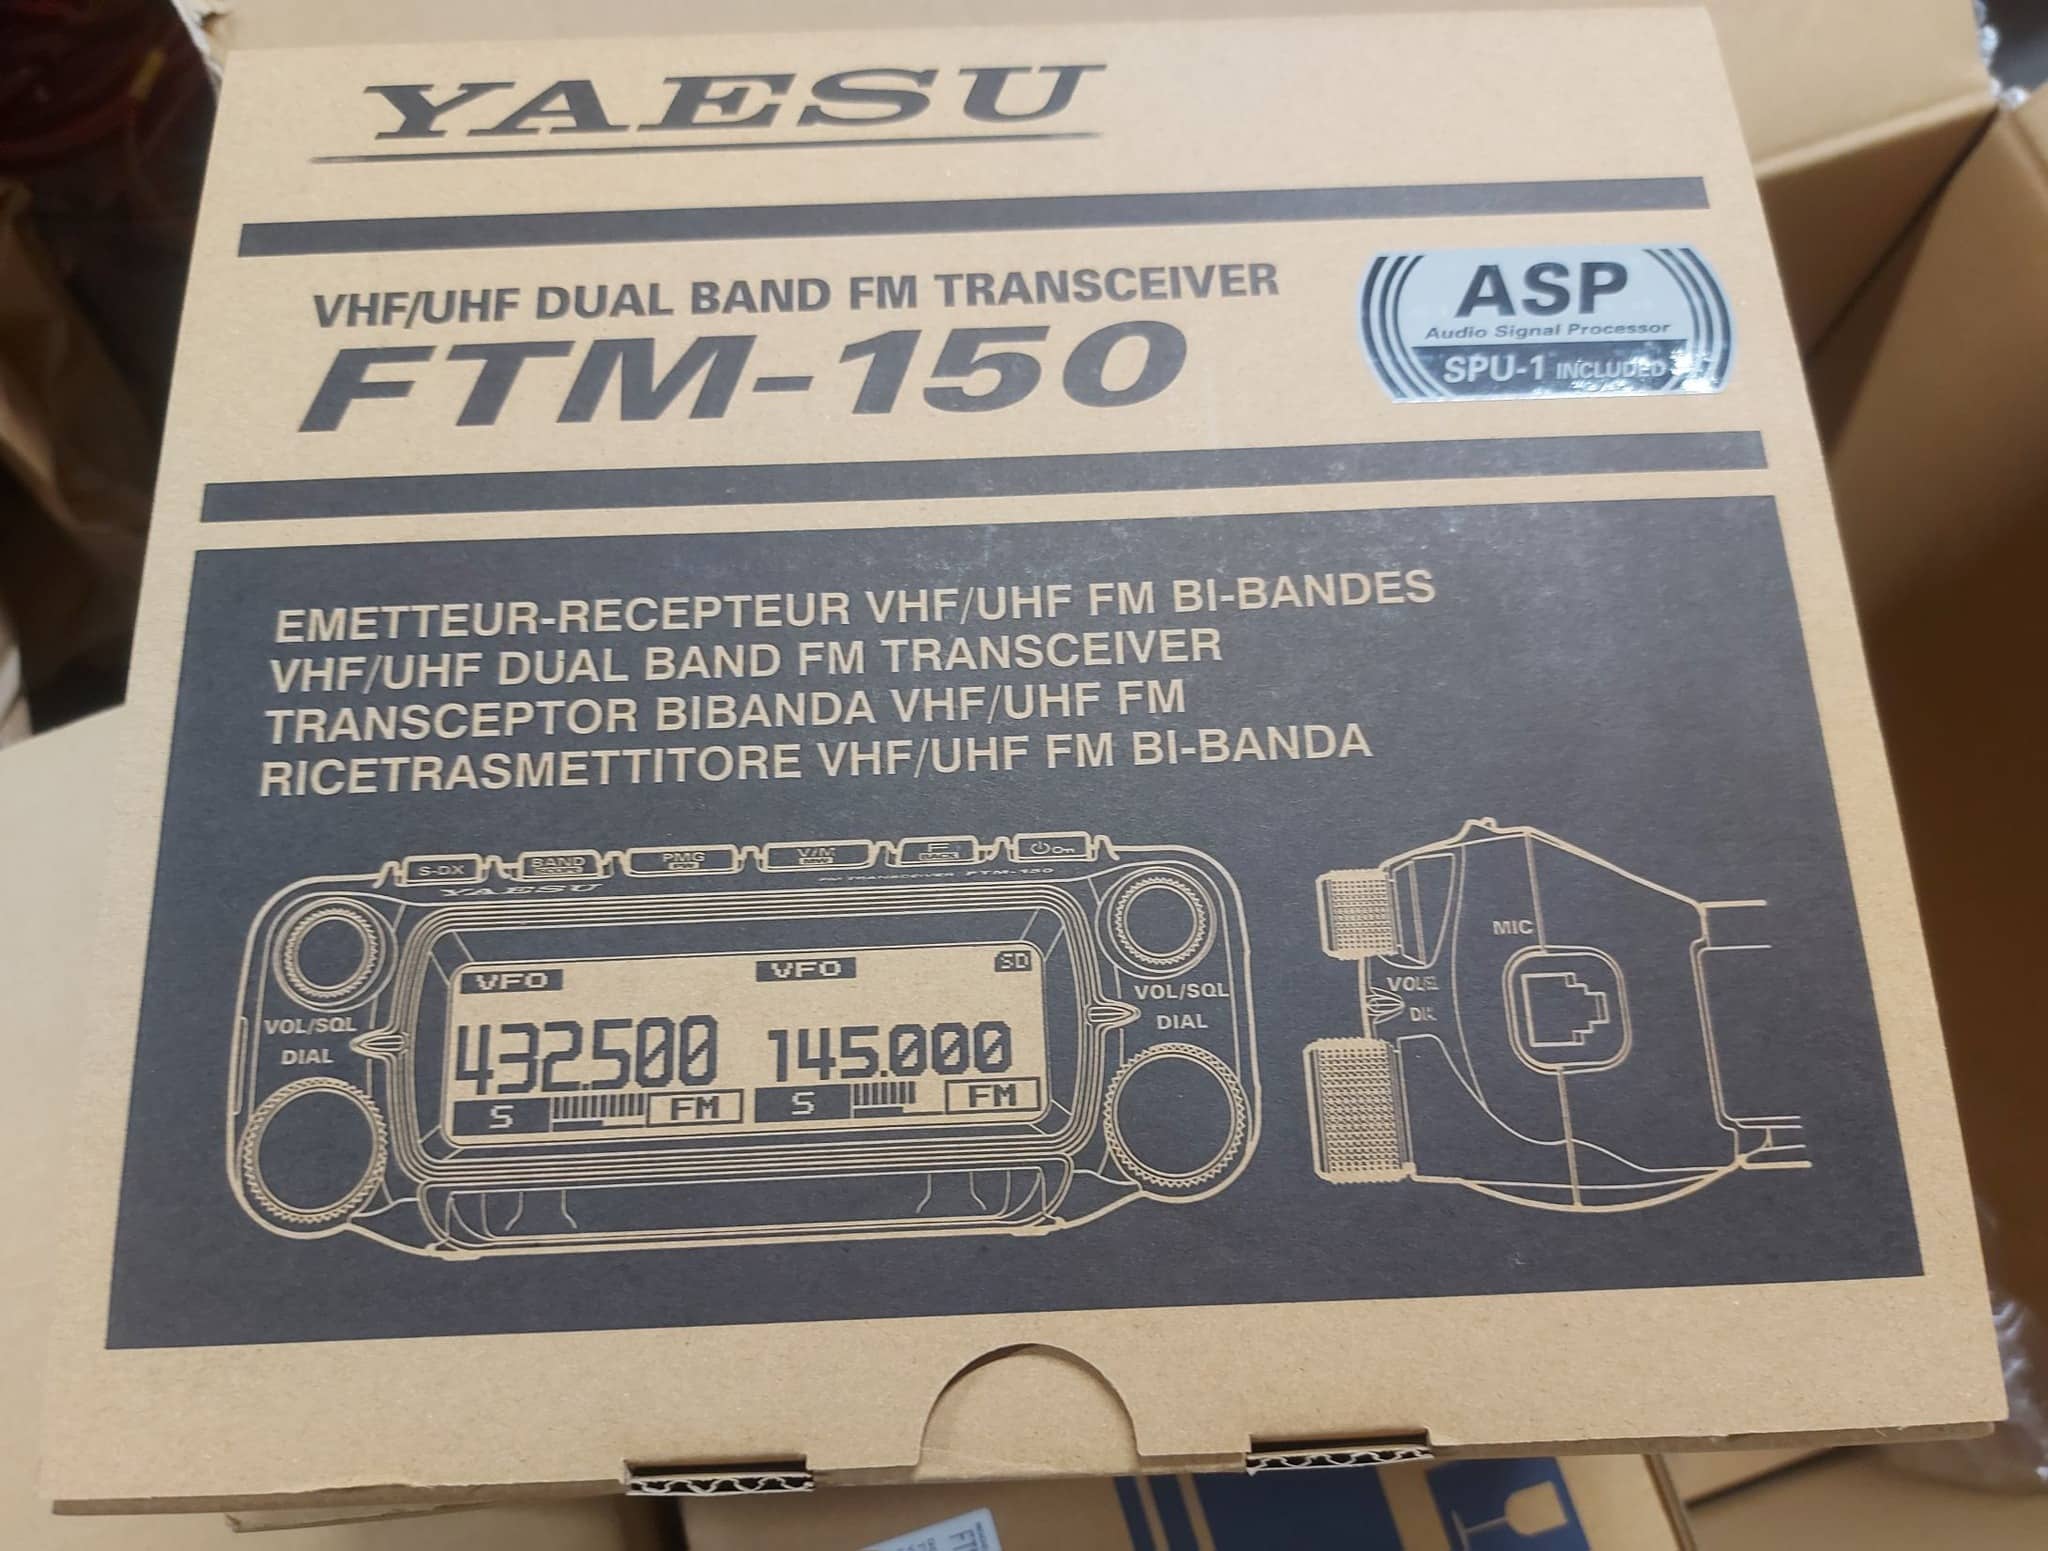 YAESU
VHF/UHF DUAL BAND FM TRANSCEIVER
FTM-150
ASP
Audio Signal Processor
SPU-1 INCLUDED
EMETTEUR-RECEPTEUR VHF/UHF FM BI-BANDES
VHF/UHF DUAL BAND FM TRANSCEIVER
TRANSCEPTOR BIBANDA VHF/UHF FM
RICETRASMETTITORE VHF/UHF FM BI-BANDA
S-DX BAND PMG V/M F BACK On
YAESU FM TRANSCEIVER FTM-150
VFO VFO SD
432.500 145.000
S FM S FM
VOL/SQL
DIAL
VOL/SQL
DIAL
MIC